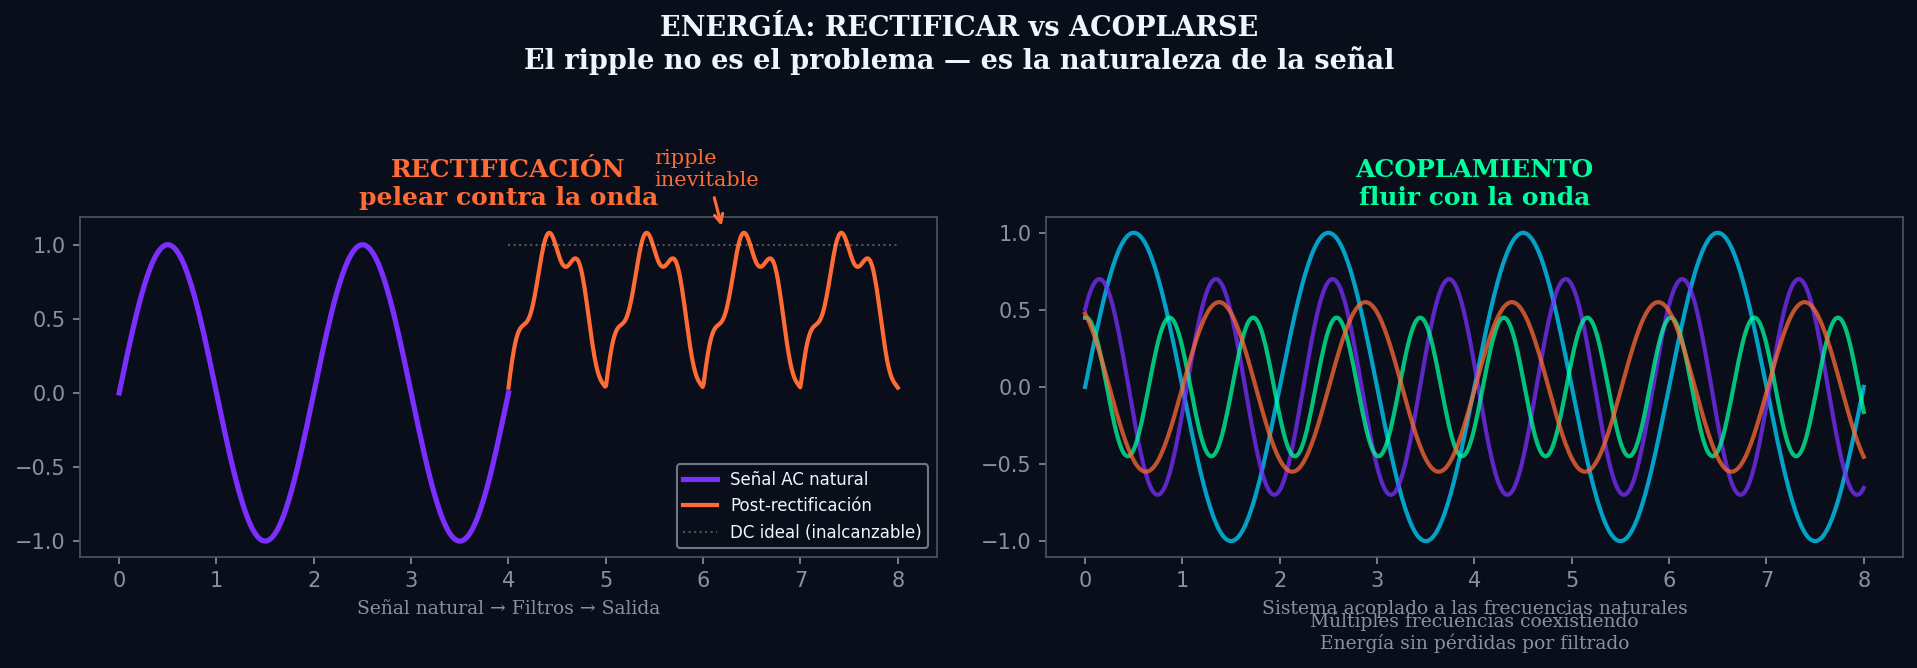 ENERGÍA: RECTIFICAR vs ACOPLARSE
El ripple no es el problema — es la naturaleza de la señal
RECTIFICACIÓN
pelear contra la onda
ripple
inevitable
1.0
0.5
0.0
−0.5
−1.0
0 1 2 3 4 5 6 7 8
Señal AC natural
Post-rectificación
DC ideal (inalcanzable)
Señal natural → Filtros → Salida
ACOPLAMIENTO
fluir con la onda
1.0
0.5
0.0
−0.5
−1.0
0 1 2 3 4 5 6 7 8
Sistema acoplado a las frecuencias naturales
Múltiples frecuencias coexistiendo
Energía sin pérdidas por filtrado